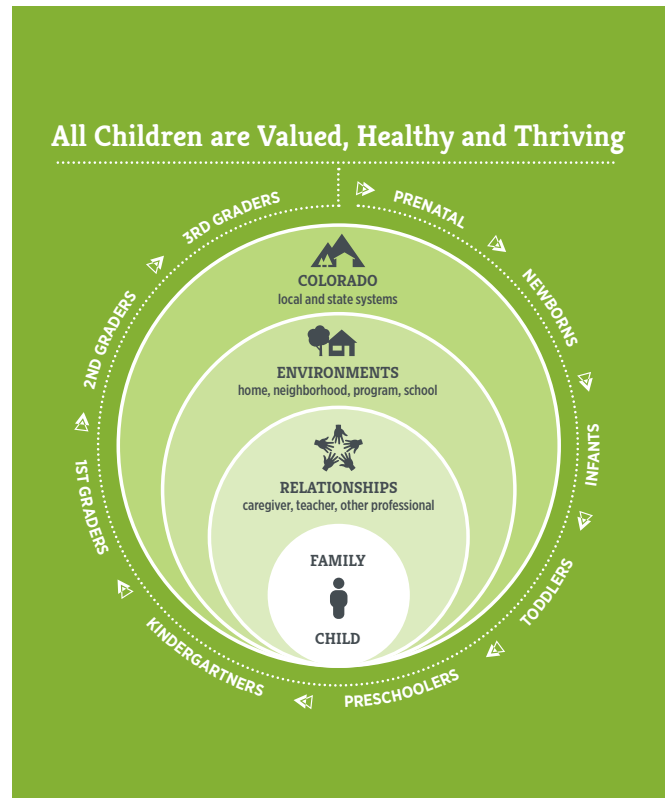 All Children are Valued, Healthy and Thriving
PRENATAL
NEWBORNS
INFANTS
TODDLERS
PRESCHOOLERS
KINDERGARTNERS
1ST GRADERS
2ND GRADERS
3RD GRADERS
COLORADO
local and state systems
ENVIRONMENTS
home, neighborhood, program, school
RELATIONSHIPS
caregiver, teacher, other professional
FAMILY
CHILD